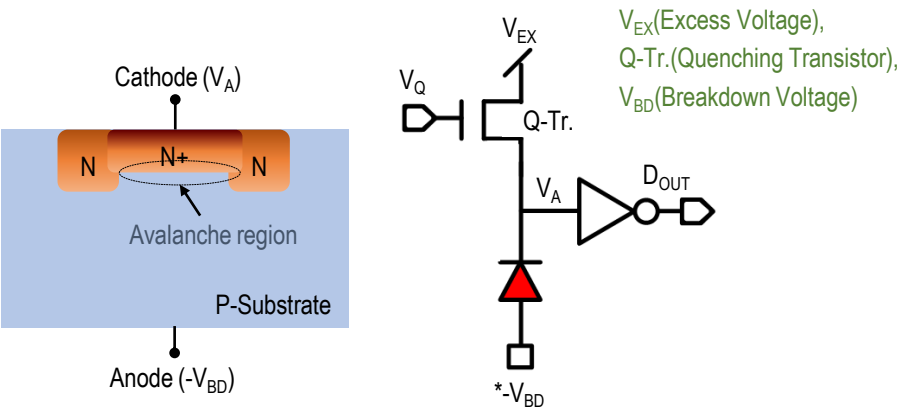 Cathode (V_A)
N
N+
N
Avalanche region
P-Substrate
Anode (-V_BD)
V_EX
V_Q
Q-Tr.
V_A
D_OUT
*-V_BD
V_EX(Excess Voltage),
Q-Tr.(Quenching Transistor),
V_BD(Breakdown Voltage)